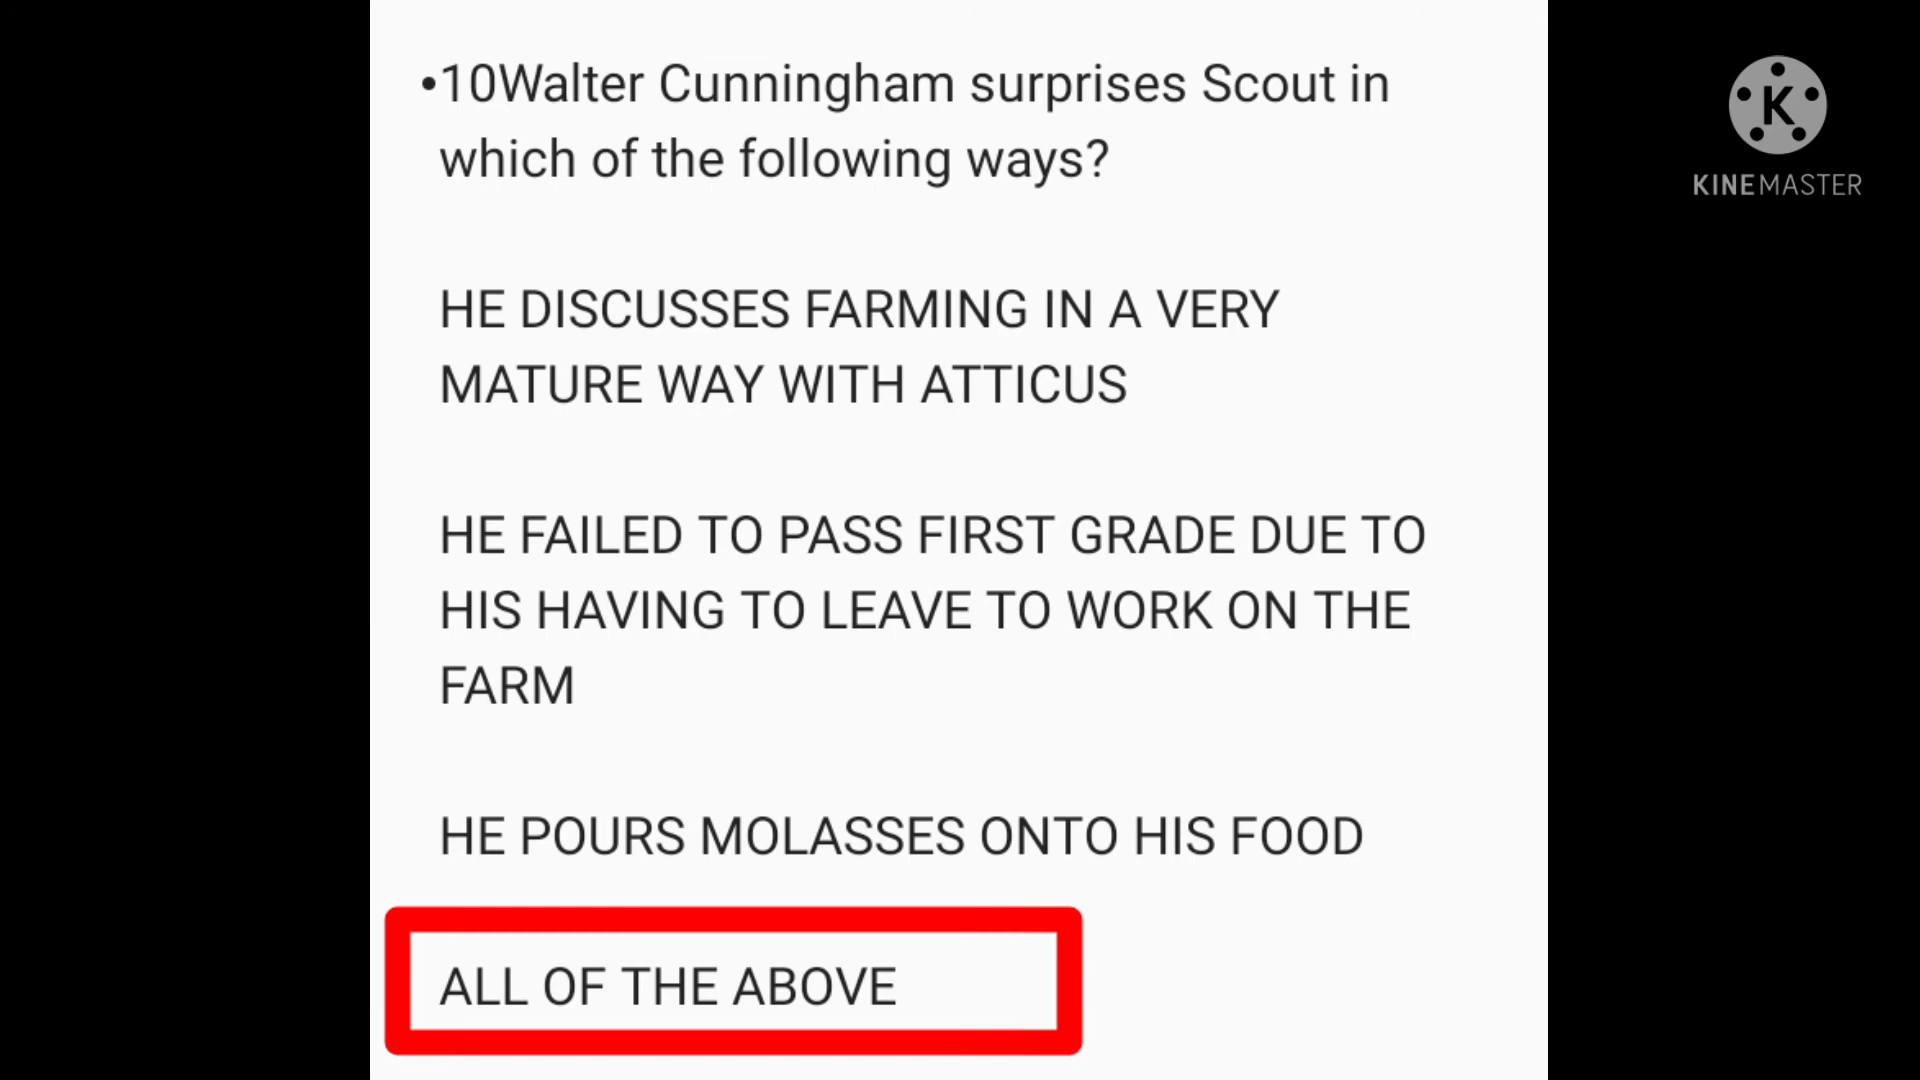 •10Walter Cunningham surprises Scout in
which of the following ways?
HE DISCUSSES FARMING IN A VERY
MATURE WAY WITH ATTICUS
HE FAILED TO PASS FIRST GRADE DUE TO
HIS HAVING TO LEAVE TO WORK ON THE
FARM
HE POURS MOLASSES ONTO HIS FOOD
ALL OF THE ABOVE
K
KINEMASTER